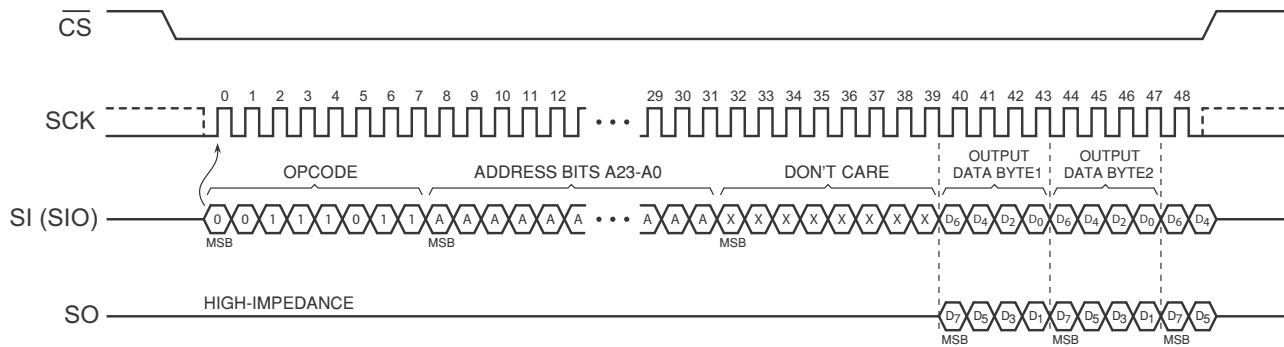 CS
0 1 2 3 4 5 6 7 8 9 10 11 12 29 30 31 32 33 34 35 36 37 38 39 40 41 42 43 44 45 46 47 48
SCK • • •
OPCODE ADDRESS BITS A23-A0 DON'T CARE OUTPUT DATA BYTE1 OUTPUT DATA BYTE2
SI (SIO) 0 0 1 1 1 0 1 1 A A A A A • • • A A A X X X X X X X X D6 D4 D2 D0 D6 D4 D2 D0 D6 D4
MSB MSB MSB
HIGH-IMPEDANCE
SO D7 D5 D3 D1 D7 D5 D3 D1 D7 D5
MSB MSB MSB